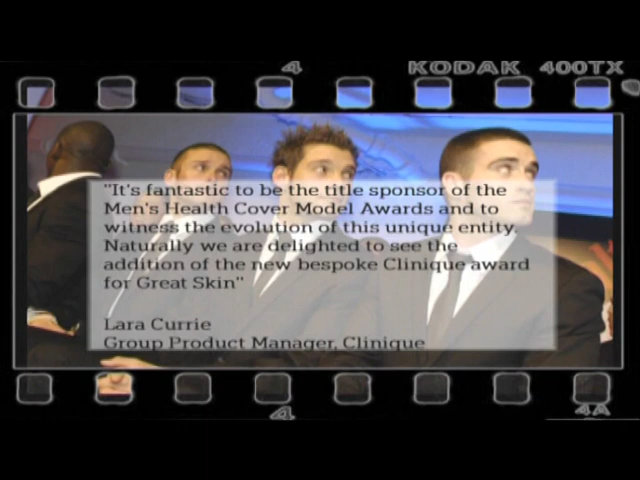 4 KODAK 400TX
"It's fantastic to be the title sponsor of the
Men's Health Cover Model Awards and to
witness the evolution of this unique entity.
Naturally we are delighted to see the
addition of the new bespoke Clinique award
for Great Skin"
Lara Currie
Group Product Manager, Clinique
4 4A